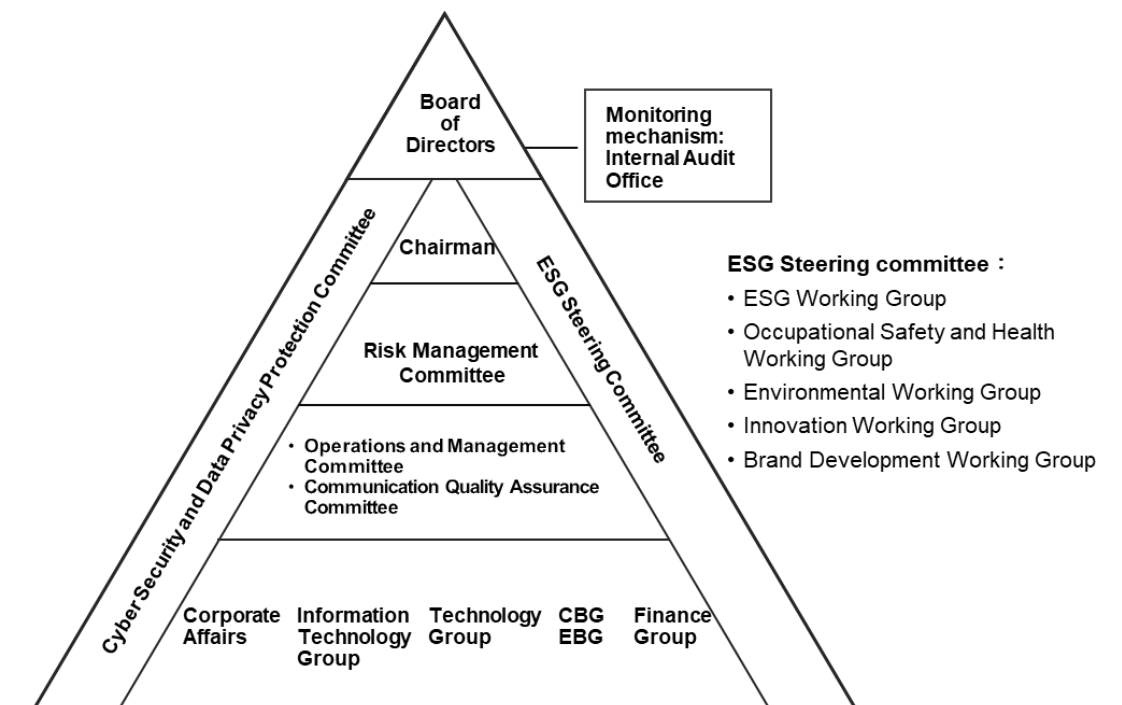 Board
of
Directors
Monitoring
mechanism:
Internal Audit
Office
Cyber Security and Data Privacy Protection Committee
Chairman
ESG Steering Committee
Risk Management
Committee
• Operations and Management
Committee
• Communication Quality Assurance
Committee
Corporate
Affairs
Information
Technology
Group
Technology
Group
CBG
EBG
Finance
Group
ESG Steering committee：
• ESG Working Group
• Occupational Safety and Health
Working Group
• Environmental Working Group
• Innovation Working Group
• Brand Development Working Group